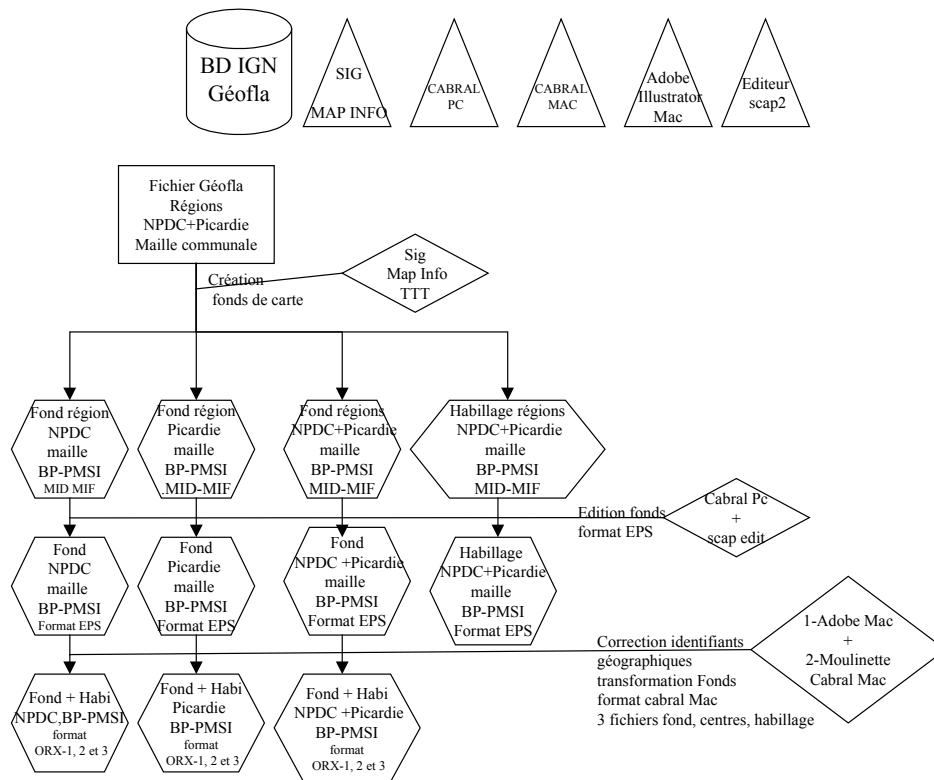 BD IGN
Géofla
SIG
MAP INFO
CABRAL
PC
CABRAL
MAC
Adobe
Illustrator
Mac
Editeur
scap2
Fichier Géofla
Régions
NPDC+Picardie
Maille communale
Création
fonds de carte
Sig
Map Info
TTT
Fond région
NPDC
maille
BP-PMSI
MID MIF
Fond région
Picardie
maille
BP-PMSI
.MID-MIF
Fond régions
NPDC+Picardie
maille
BP-PMSI
MID-MIF
Habillage régions
NPDC+Picardie
maille
BP-PMSI
MID-MIF
Edition fonds
format EPS
Cabral Pc
+
scap edit
Fond
NPDC
maille
BP-PMSI
Format EPS
Fond
Picardie
maille
BP-PMSI
Format EPS
Fond
NPDC +Picardie
maille
BP-PMSI
Format EPS
Habillage
NPDC+Picardie
maille
BP-PMSI
Format EPS
Correction identifiants
géographiques
transformation Fonds
format cabral Mac
3 fichiers fond, centres, habillage
1-Adobe Mac
+
2-Moulinette
Cabral Mac
Fond + Habi
NPDC,BP-PMSI
format
ORX-1, 2 et 3
Fond + Habi
Picardie
BP-PMSI
format
ORX-1, 2 et 3
Fond + Habi
NPDC +Picardie
BP-PMSI
format
ORX-1, 2 et 3